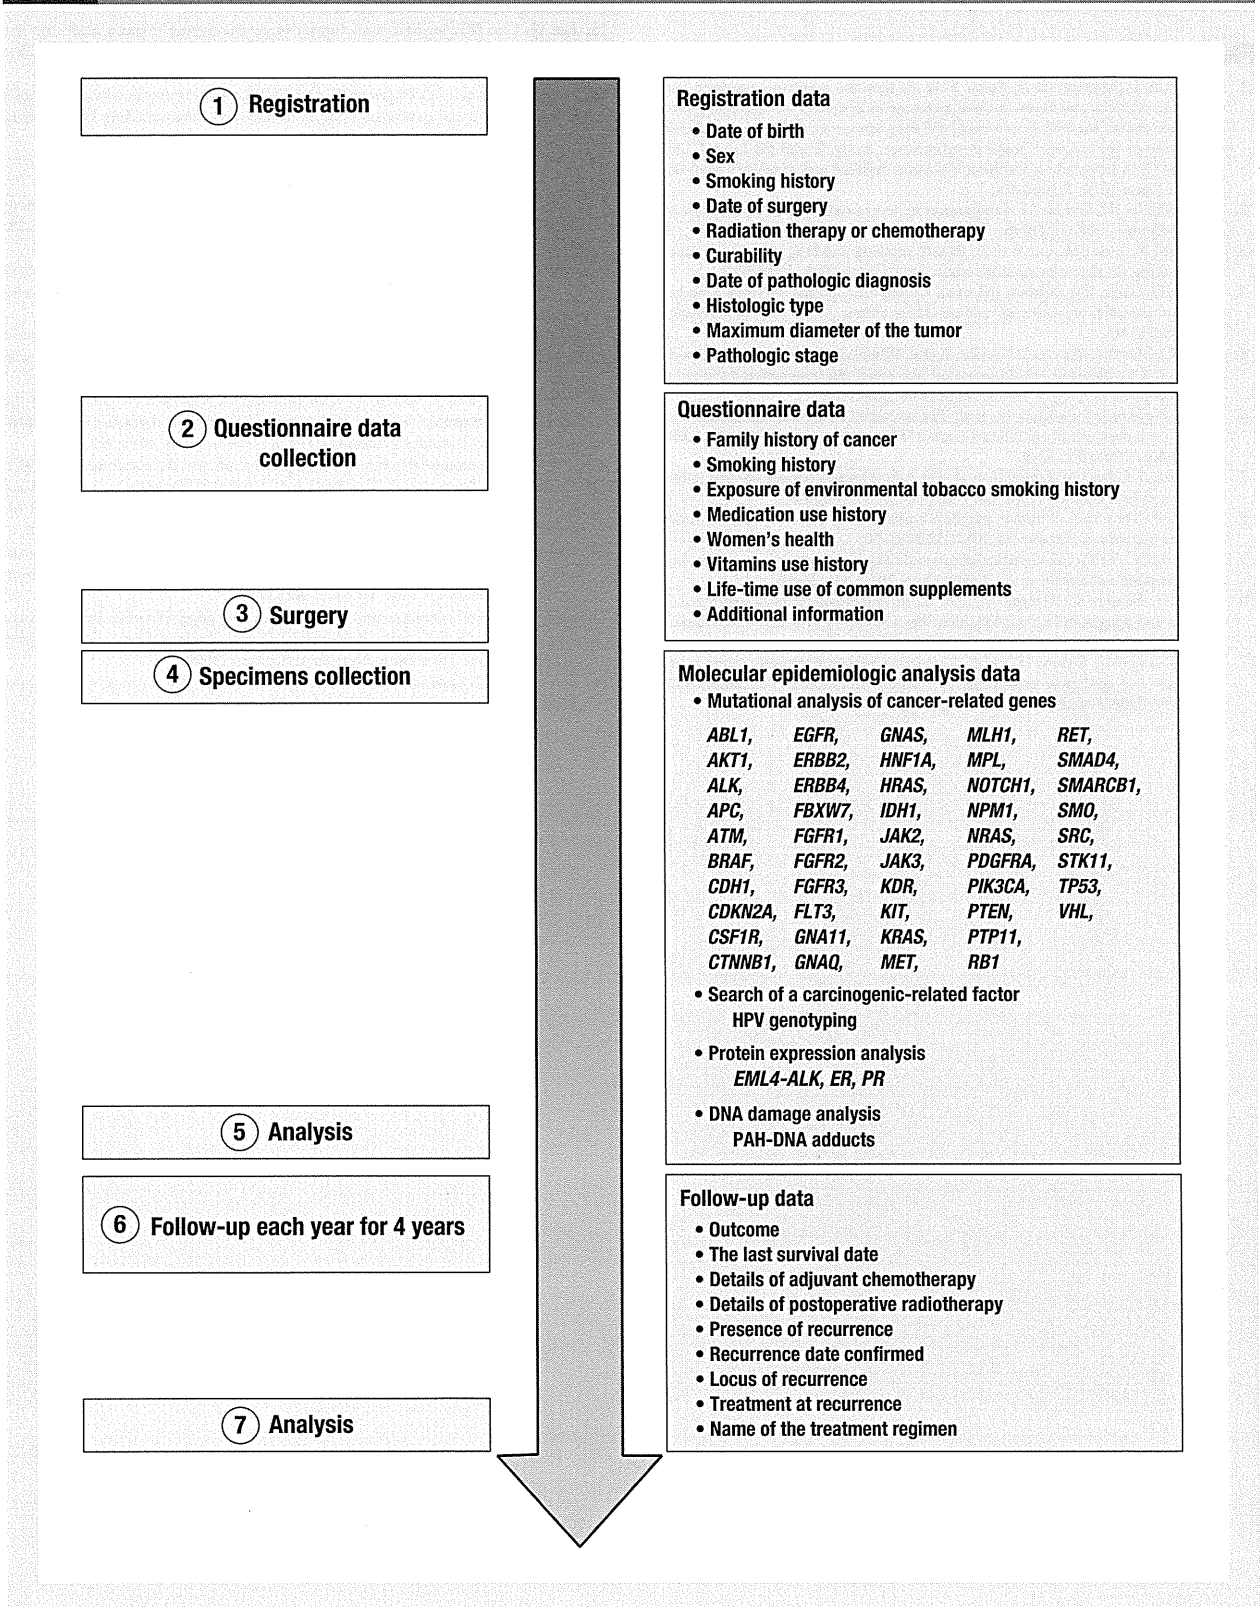 ① Registration
Registration data
• Date of birth
• Sex
• Smoking history
• Date of surgery
• Radiation therapy or chemotherapy
• Curability
• Date of pathologic diagnosis
• Histologic type
• Maximum diameter of the tumor
• Pathologic stage
② Questionnaire data
collection
Questionnaire data
• Family history of cancer
• Smoking history
• Exposure of environmental tobacco smoking history
• Medication use history
• Women's health
• Vitamins use history
• Life-time use of common supplements
• Additional information
③ Surgery
④ Specimens collection
Molecular epidemiologic analysis data
• Mutational analysis of cancer-related genes
ABL1, EGFR, GNAS, MLH1, RET,
AKT1, ERBB2, HNF1A, MPL, SMAD4,
ALK, ERBB4, HRAS, NOTCH1, SMARCB1,
APC, FBXW7, IDH1, NPM1, SMO,
ATM, FGFR1, JAK2, NRAS, SRC,
BRAF, FGFR2, JAK3, PDGFRA, STK11,
CDH1, FGFR3, KDR, PIK3CA, TP53,
CDKN2A, FLT3, KIT, PTEN, VHL,
CSF1R, GNA11, KRAS, PTP11,
CTNNB1, GNAQ, MET, RB1
• Search of a carcinogenic-related factor
HPV genotyping
• Protein expression analysis
EML4-ALK, ER, PR
• DNA damage analysis
PAH-DNA adducts
⑤ Analysis
⑥ Follow-up each year for 4 years
Follow-up data
• Outcome
• The last survival date
• Details of adjuvant chemotherapy
• Details of postoperative radiotherapy
• Presence of recurrence
• Recurrence date confirmed
• Locus of recurrence
• Treatment at recurrence
• Name of the treatment regimen
⑦ Analysis